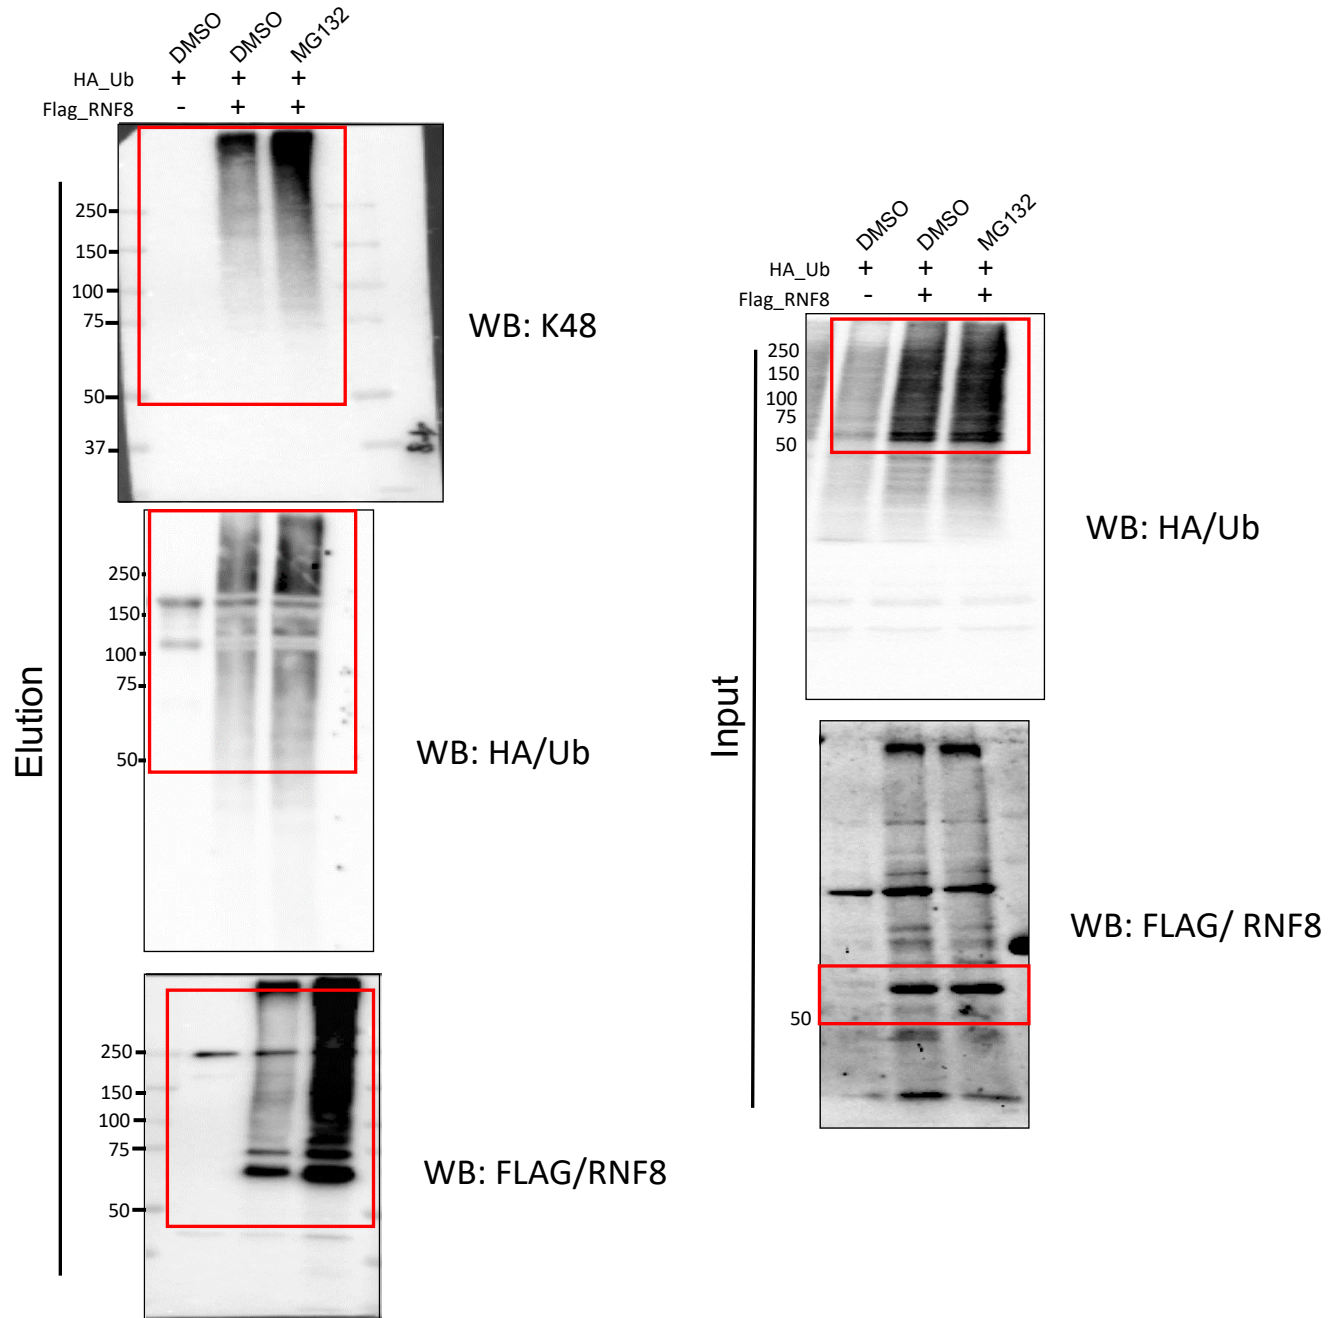 DMSO DMSO MG132
HA_Ub + + +
Flag_RNF8 - + +
250
150
100
75
50
37
WB: K48
250
150
100
75
50
WB: HA/Ub
250
150
100
75
50
WB: FLAG/RNF8
Elution
DMSO DMSO MG132
HA_Ub + + +
Flag_RNF8 - + +
250
150
100
75
50
WB: HA/Ub
50
WB: FLAG/ RNF8
Input